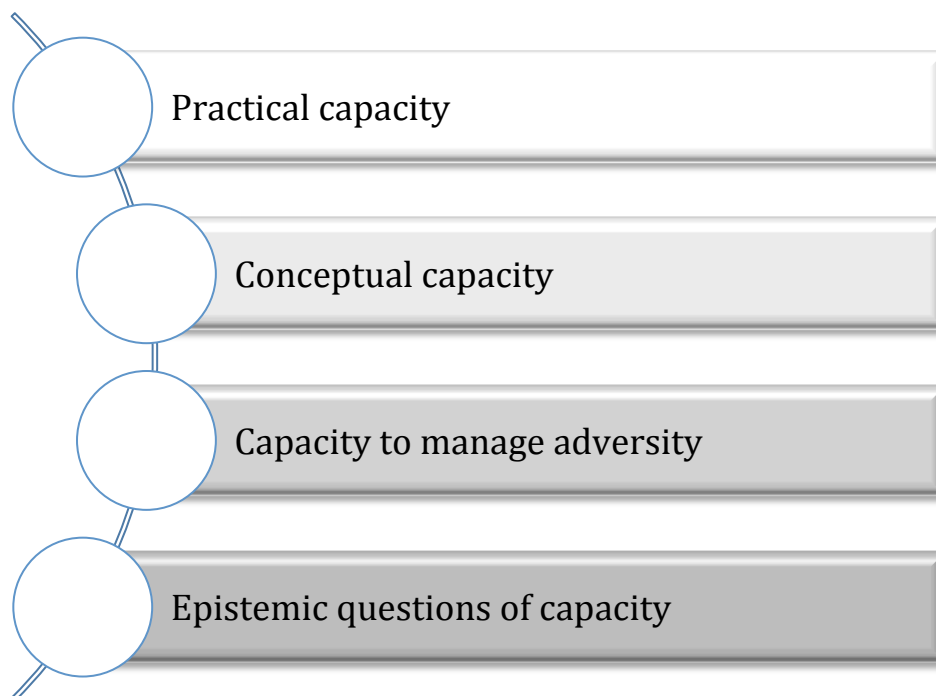 Practical capacity
Conceptual capacity
Capacity to manage adversity
Epistemic questions of capacity